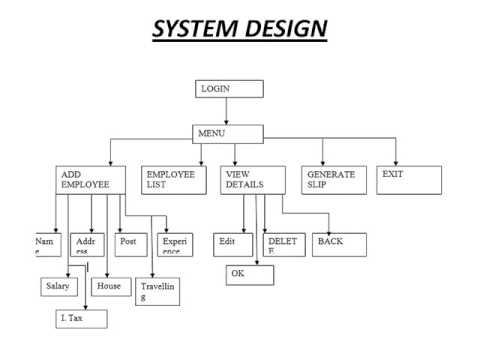 SYSTEM DESIGN
LOGIN
MENU
ADD
EMPLOYEE
EMPLOYEE
LIST
VIEW
DETAILS
GENERATE
SLIP
EXIT
Nam
e
Addr
ess
Post
Experi
ence
Edit
DELET
E
BACK
Salary
House
Travellin
g
OK
I. Tax